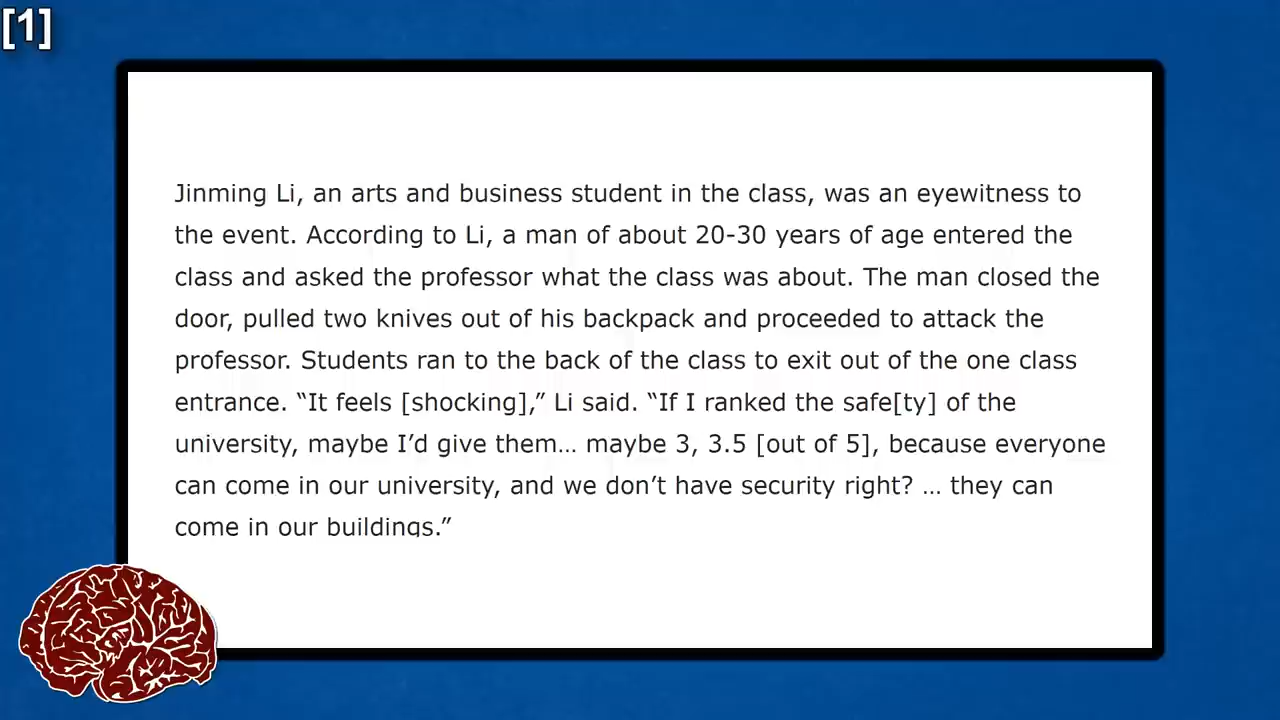 [1]
Jinming Li, an arts and business student in the class, was an eyewitness to
the event. According to Li, a man of about 20-30 years of age entered the
class and asked the professor what the class was about. The man closed the
door, pulled two knives out of his backpack and proceeded to attack the
professor. Students ran to the back of the class to exit out of the one class
entrance. “It feels [shocking],” Li said. “If I ranked the safe[ty] of the
university, maybe I’d give them… maybe 3, 3.5 [out of 5], because everyone
can come in our university, and we don’t have security right? … they can
come in our buildings.”